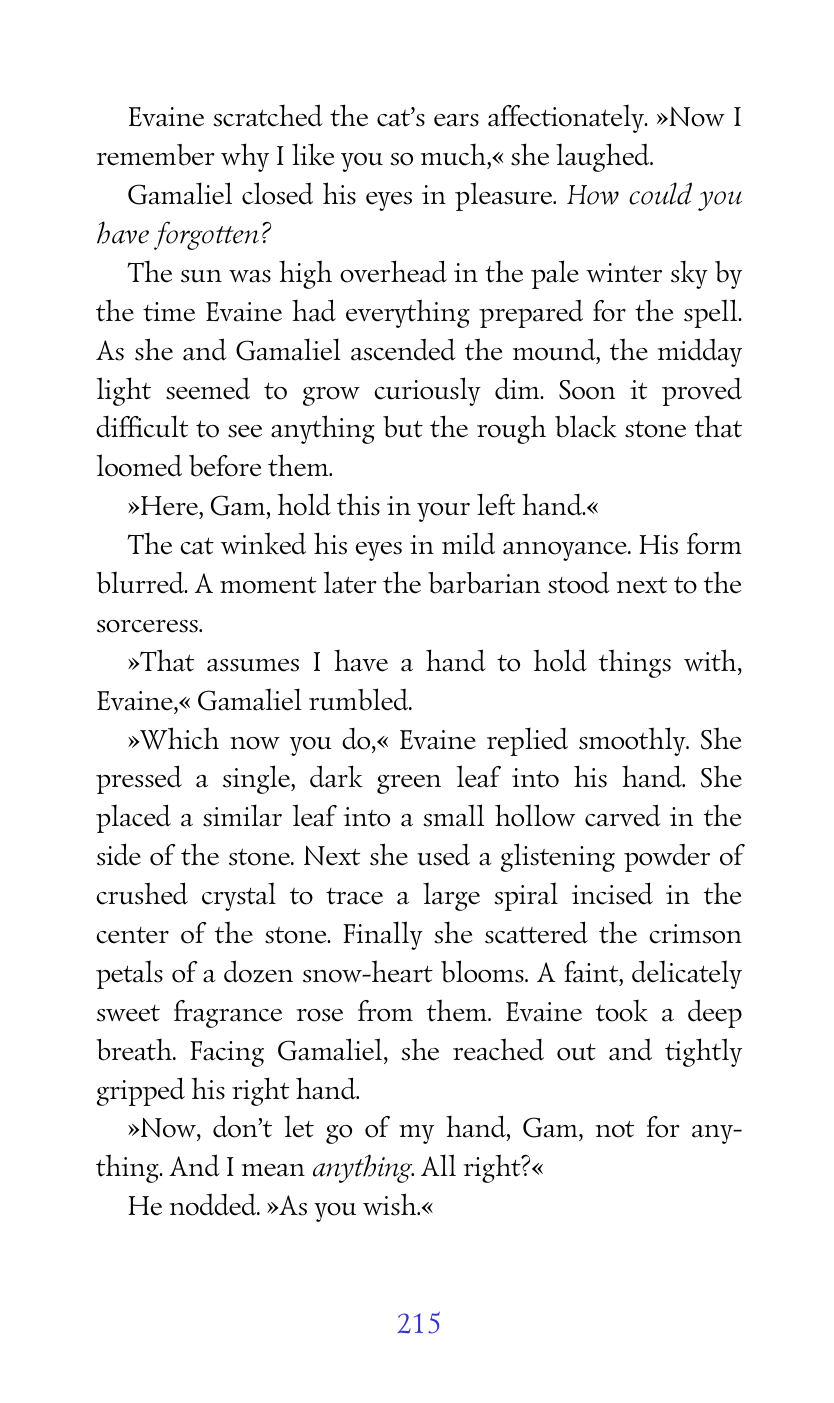 Evaine scratched the cat’s ears affectionately. »Now I
remember why I like you so much,« she laughed.
Gamaliel closed his eyes in pleasure. How could you
have forgotten?
The sun was high overhead in the pale winter sky by
the time Evaine had everything prepared for the spell.
As she and Gamaliel ascended the mound, the midday
light seemed to grow curiously dim. Soon it proved
difficult to see anything but the rough black stone that
loomed before them.
»Here, Gam, hold this in your left hand.«
The cat winked his eyes in mild annoyance. His form
blurred. A moment later the barbarian stood next to the
sorceress.
»That assumes I have a hand to hold things with,
Evaine,« Gamaliel rumbled.
»Which now you do,« Evaine replied smoothly. She
pressed a single, dark green leaf into his hand. She
placed a similar leaf into a small hollow carved in the
side of the stone. Next she used a glistening powder of
crushed crystal to trace a large spiral incised in the
center of the stone. Finally she scattered the crimson
petals of a dozen snow-heart blooms. A faint, delicately
sweet fragrance rose from them. Evaine took a deep
breath. Facing Gamaliel, she reached out and tightly
gripped his right hand.
»Now, don’t let go of my hand, Gam, not for any-
thing. And I mean anything. All right?«
He nodded. »As you wish.«
215